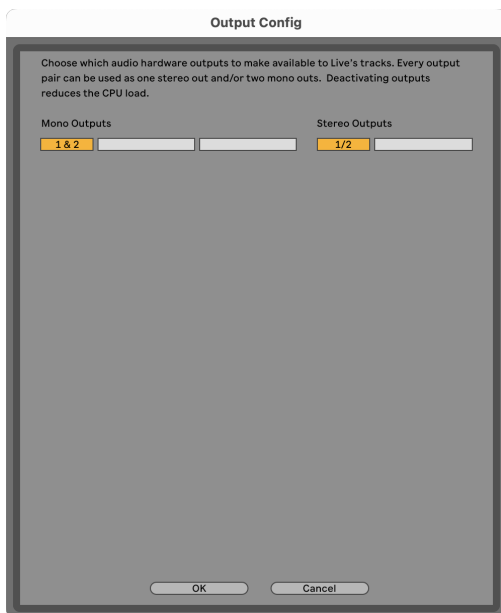 Output Config
Choose which audio hardware outputs to make available to Live's tracks. Every output
pair can be used as one stereo out and/or two mono outs.  Deactivating outputs
reduces the CPU load.
Mono Outputs
Stereo Outputs
1 & 2
1/2
OK
Cancel